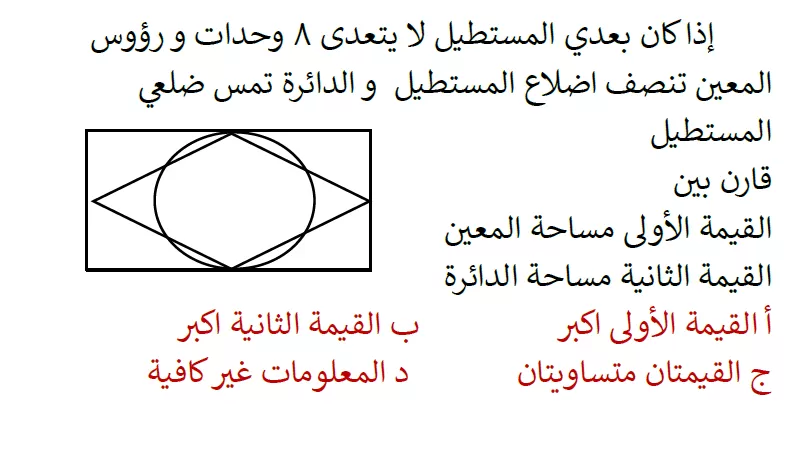 إذا كان بعدي المستطيل لا يتعدى ٨ وحدات و رؤوس
المعين تنصف اضلاع المستطيل و الدائرة تمس ضلعي
المستطيل
قارن بين
القيمة الأولى مساحة المعين
القيمة الثانية مساحة الدائرة
أ القيمة الأولى اكبر ب القيمة الثانية اكبر
ج القيمتان متساويتان د المعلومات غير كافية